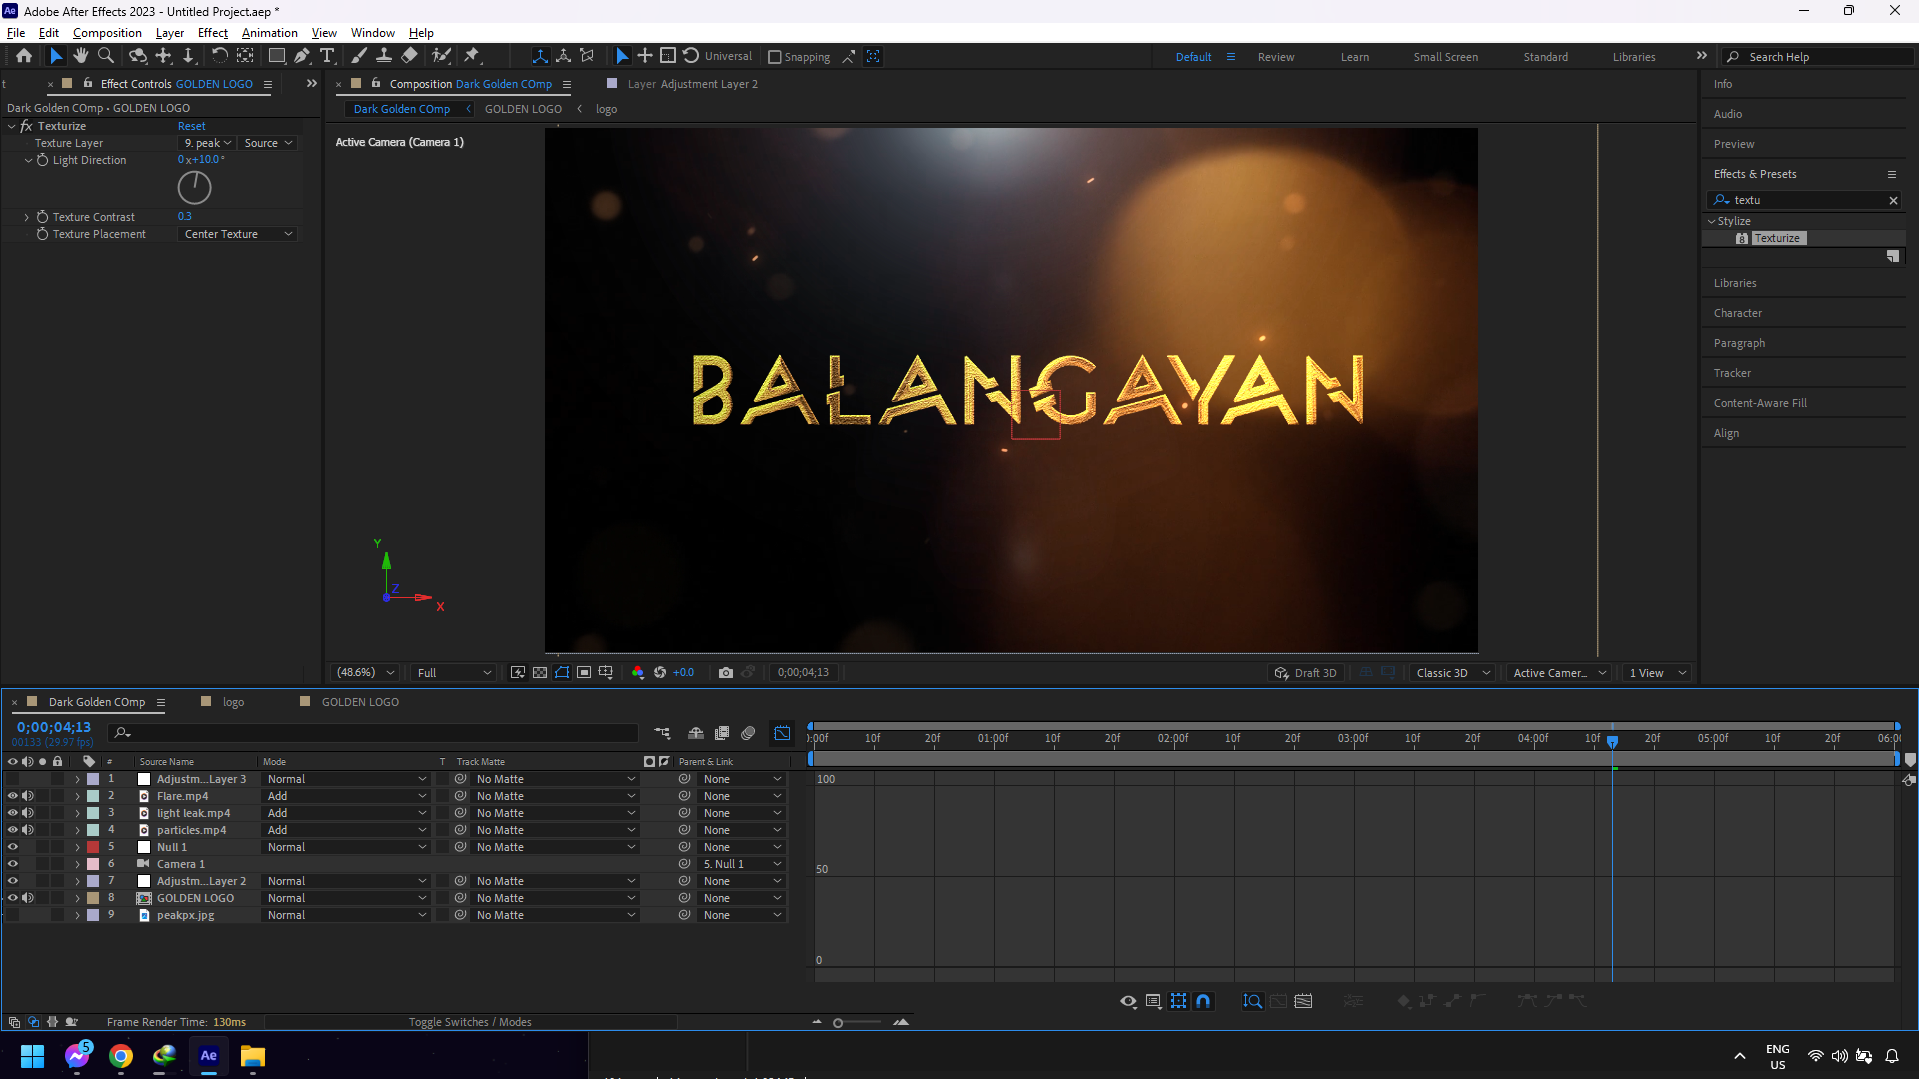 Adobe After Effects 2023 - Untitled Project.aep *
File Edit Composition Layer Effect Animation View Window Help
Universal Snapping Default Review Learn Small Screen Standard Libraries Search Help
Effect Controls GOLDEN LOGO
Dark Golden COmp • GOLDEN LOGO
fx Texturize Reset
Texture Layer 9. peak Source
Light Direction 0x+10.0°
Texture Contrast 0.3
Texture Placement Center Texture
Composition Dark Golden COmp
Layer Adjustment Layer 2
Dark Golden COmp GOLDEN LOGO logo
Active Camera (Camera 1)
BALANGAYAN
Y
Z
X
(48.6%) Full +0.0 0;00;04;13 Draft 3D Classic 3D Active Camer... 1 View
Info
Audio
Preview
Effects & Presets
textu
Stylize
8 Texturize
Libraries
Character
Paragraph
Tracker
Content-Aware Fill
Align
Dark Golden COmp logo GOLDEN LOGO
0;00;04;13
00133 (29.97 fps)
:00f 10f 20f 01:00f 10f 20f 02:00f 10f 20f 03:00f 10f 20f 04:00f 10f 20f 05:00f 10f 20f 06:0
# Source Name Mode T Track Matte Parent & Link
1 Adjustm...Layer 3 Normal No Matte None
2 Flare.mp4 Add No Matte None
3 light leak.mp4 Add No Matte None
4 particles.mp4 Add No Matte None
5 Null 1 Normal No Matte None
6 Camera 1 5. Null 1
7 Adjustm...Layer 2 Normal No Matte None
8 GOLDEN LOGO Normal No Matte None
9 peakpx.jpg Normal No Matte None
100
50
0
Frame Render Time: 130ms Toggle Switches / Modes
5
Ae
ENG
US